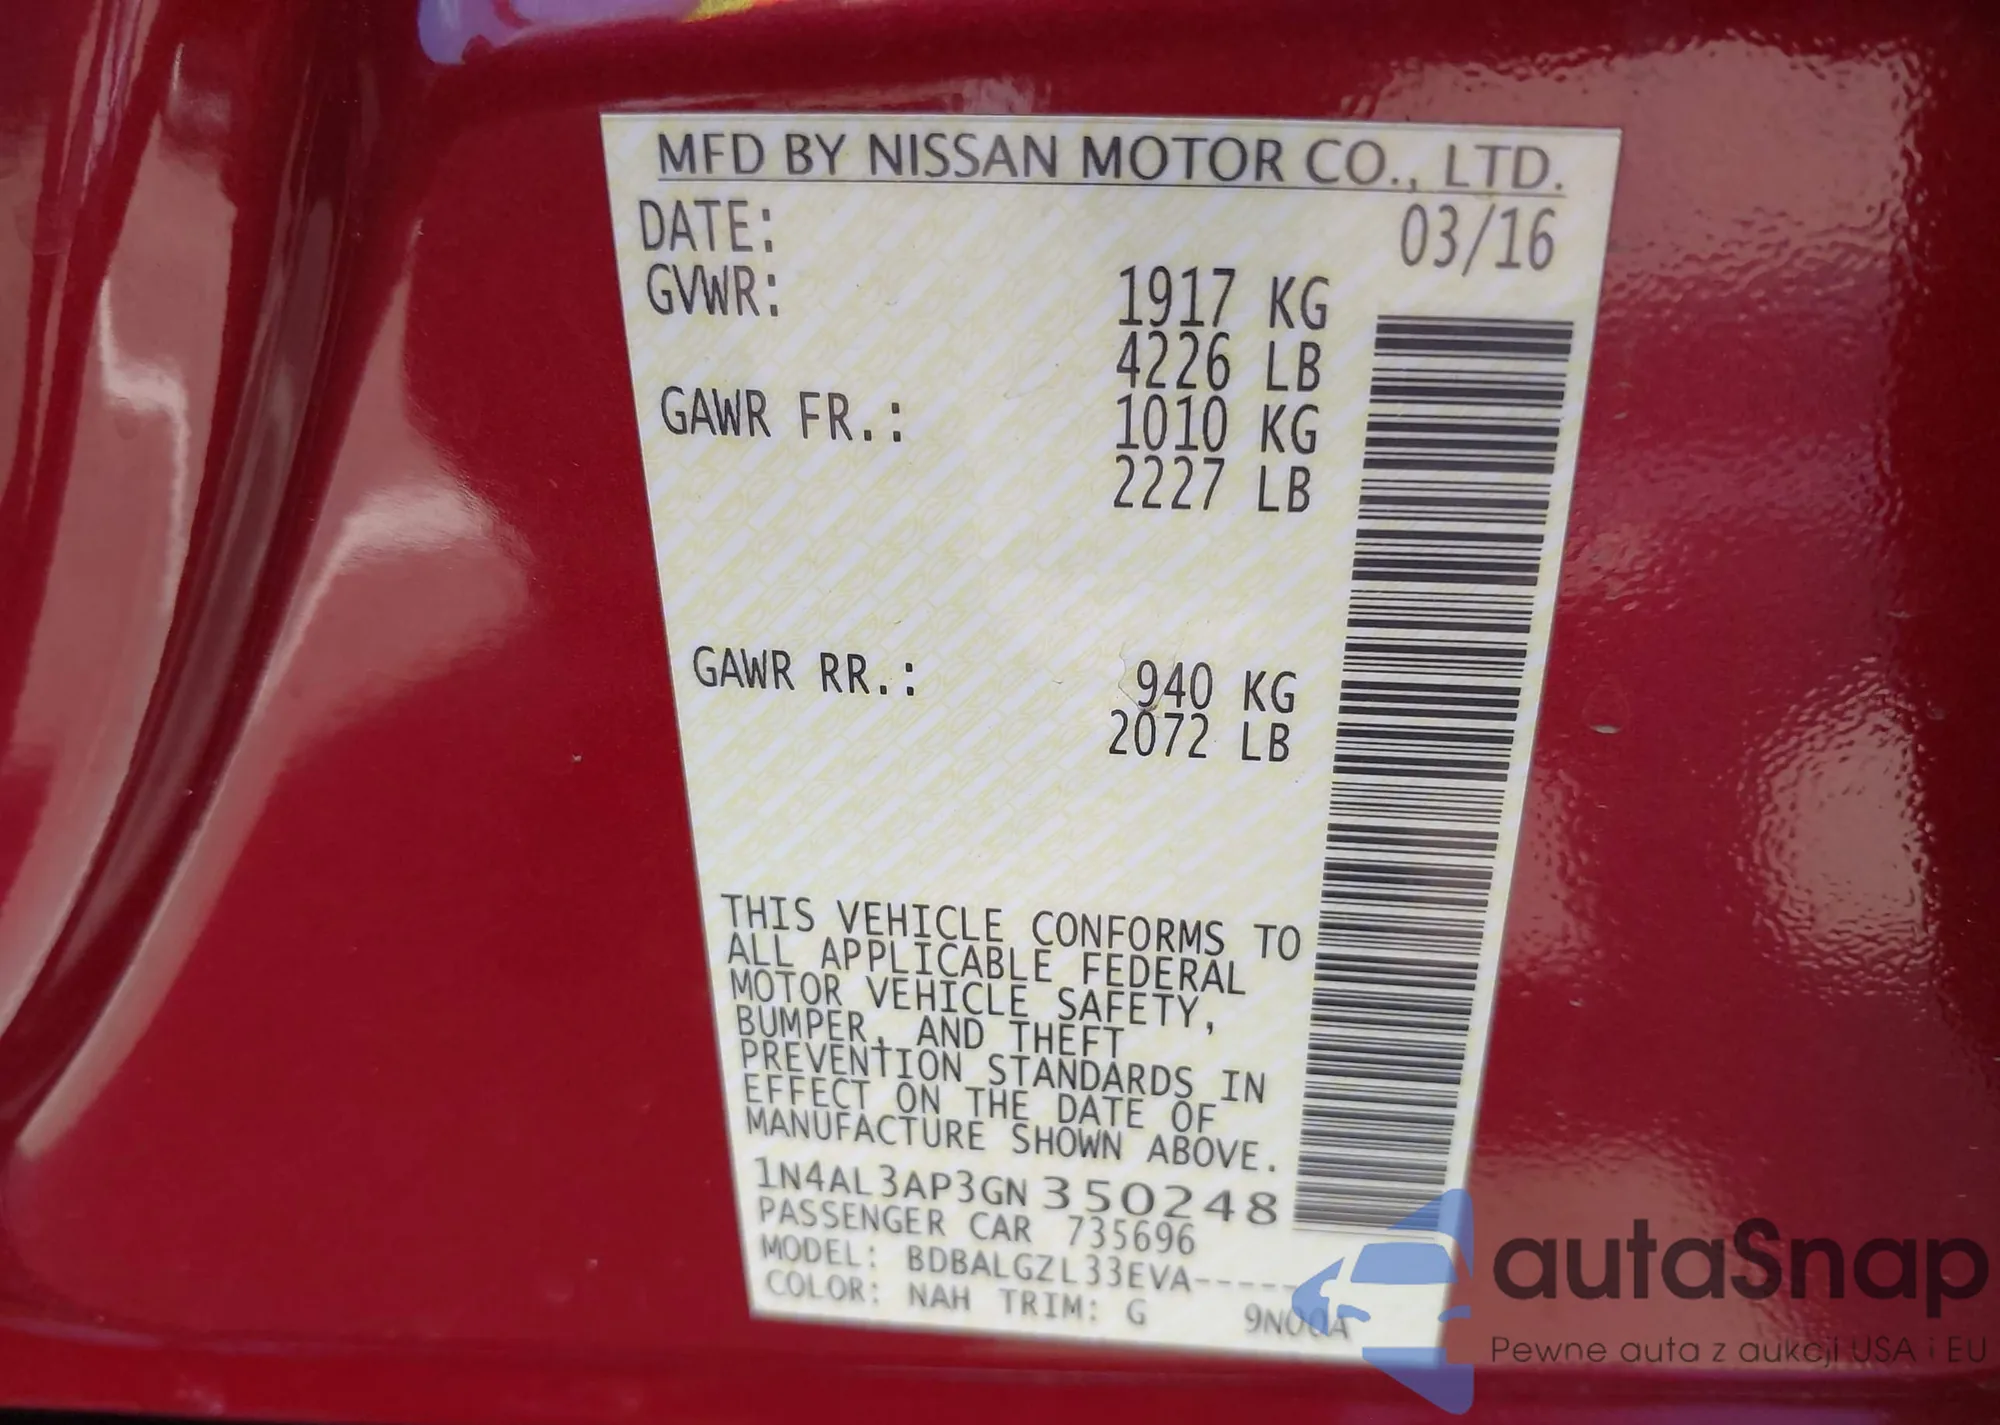 MFD BY NISSAN MOTOR CO., LTD.
DATE: 03/16
GVWR: 1917 KG
4226 LB
GAWR FR.: 1010 KG
2227 LB
GAWR RR.: 940 KG
2072 LB
THIS VEHICLE CONFORMS TO
ALL APPLICABLE FEDERAL
MOTOR VEHICLE SAFETY,
BUMPER, AND THEFT
PREVENTION STANDARDS IN
EFFECT ON THE DATE OF
MANUFACTURE SHOWN ABOVE.
1N4AL3AP3GN350248
PASSENGER CAR 735696
MODEL: BDBALGZL33EVA-----
COLOR: NAH TRIM: G 9N00A
autaSnap
Pewne auta z aukcji USA i EU